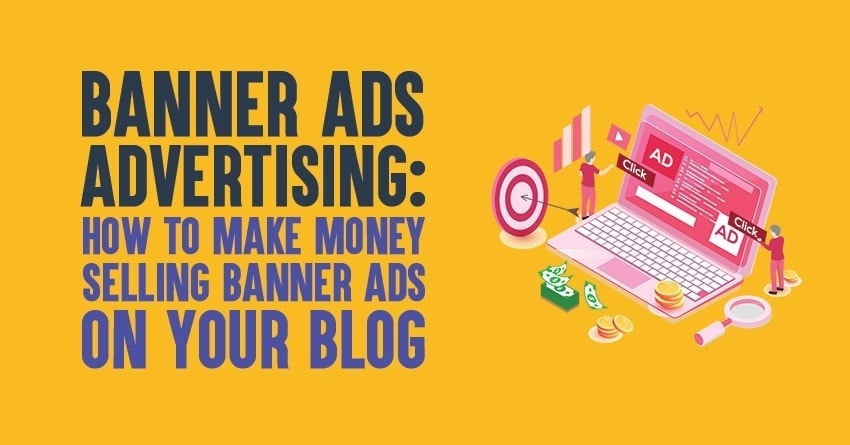 BANNER ADS
ADVERTISING:
HOW TO MAKE MONEY
SELLING BANNER ADS
ON YOUR BLOG
AD
Click
Click
AD